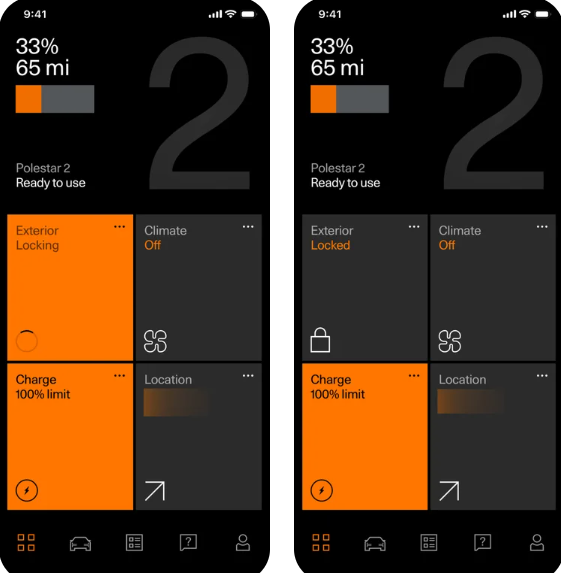 9:41
33%
65 mi
2
Polestar 2
Ready to use
Exterior
Locking
Climate
Off
Charge
100% limit
Location
?
9:41
33%
65 mi
2
Polestar 2
Ready to use
Exterior
Locked
Climate
Off
Charge
100% limit
Location
?